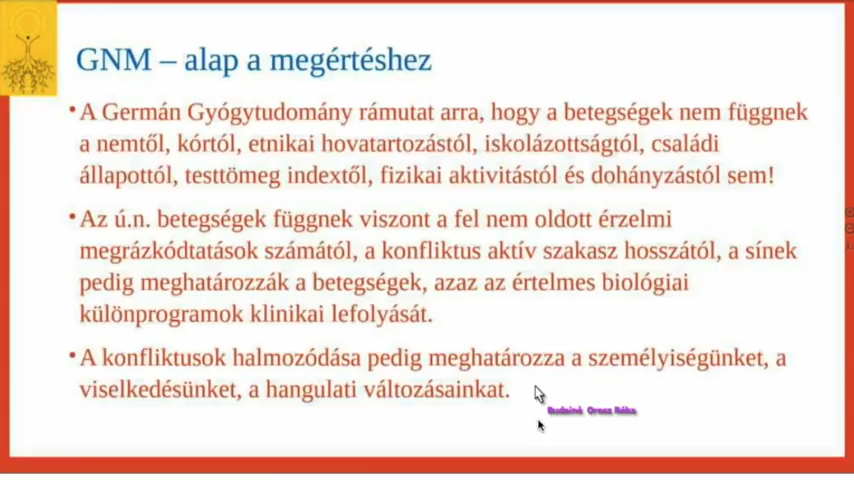 GNM – alap a megértéshez
• A Germán Gyógytudomány rámutat arra, hogy a betegségek nem függnek
a nemtől, kórtól, etnikai hovatartozástól, iskolázottságtól, családi
állapottól, testtömeg indextől, fizikai aktivitástól és dohányzástól sem!
• Az ú.n. betegségek függnek viszont a fel nem oldott érzelmi
megrázkódtatások számától, a konfliktus aktív szakasz hosszától, a sínek
pedig meghatározzák a betegségek, azaz az értelmes biológiai
különprogramok klinikai lefolyását.
• A konfliktusok halmozódása pedig meghatározza a személyiségünket, a
viselkedésünket, a hangulati változásainkat.
Budainé Orosz Réka